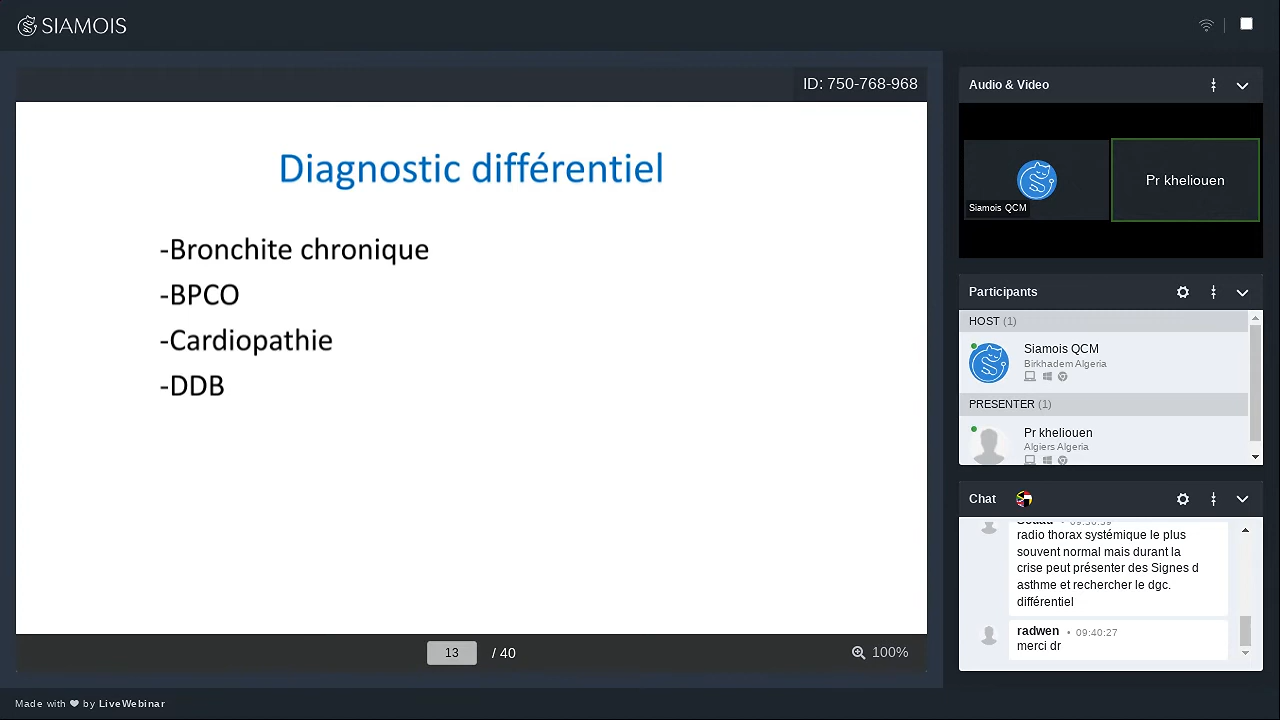 SIAMOIS
ID: 750-768-968
Diagnostic différentiel
-Bronchite chronique
-BPCO
-Cardiopathie
-DDB
13 / 40
100%
Audio & Video
Siamois QCM
Pr kheliouen
Participants
HOST (1)
Siamois QCM
Birkhadem Algeria
PRESENTER (1)
Pr kheliouen
Algiers Algeria
Chat
radio thorax systémique le plus
souvent normal mais durant la
crise peut présenter des Signes d
asthme et rechercher le dgc.
différentiel
radwen • 09:40:27
merci dr
Made with ❤ by LiveWebinar